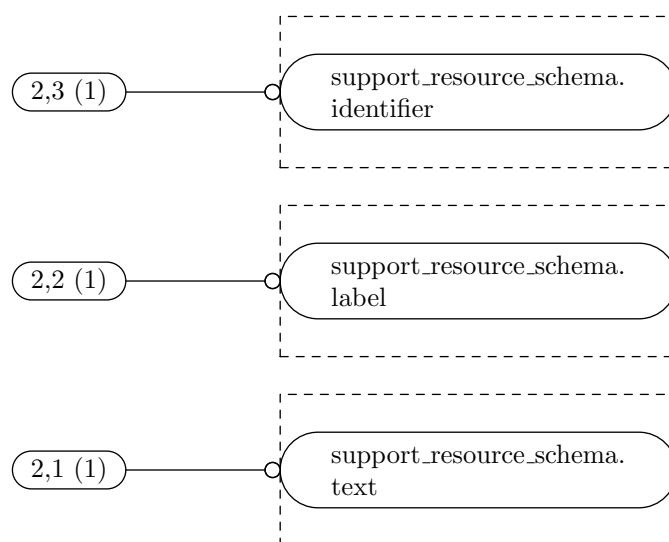 2,3 (1)
support_resource_schema.
identifier
2,2 (1)
support_resource_schema.
label
2,1 (1)
support_resource_schema.
text